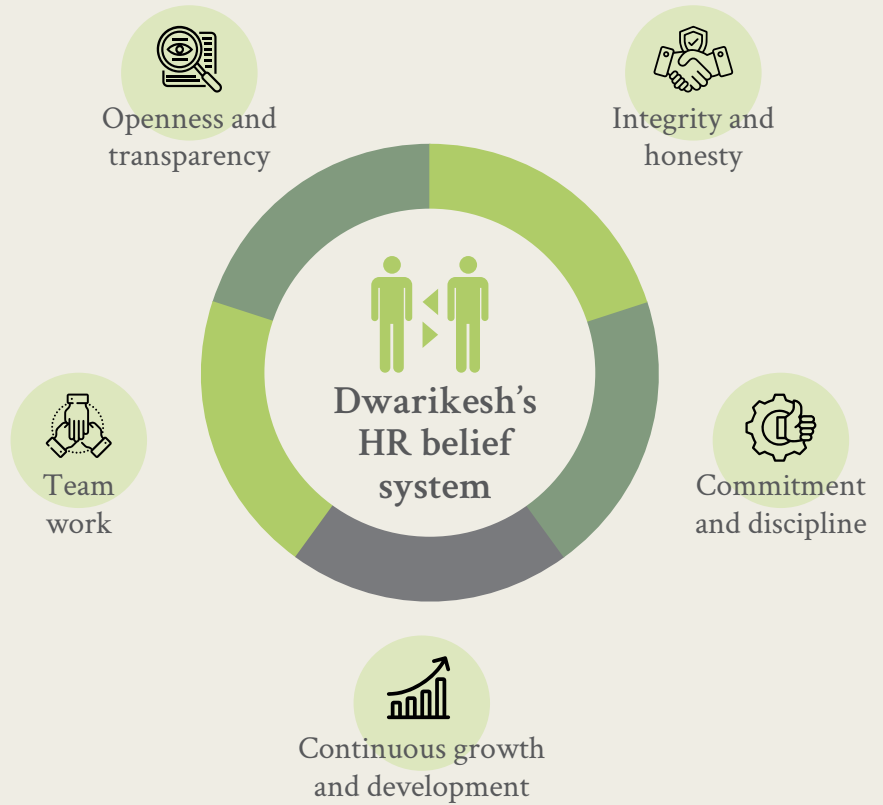 Openness and
transparency
Integrity and
honesty
Dwarikesh’s
HR belief
system
Team
work
Commitment
and discipline
Continuous growth
and development